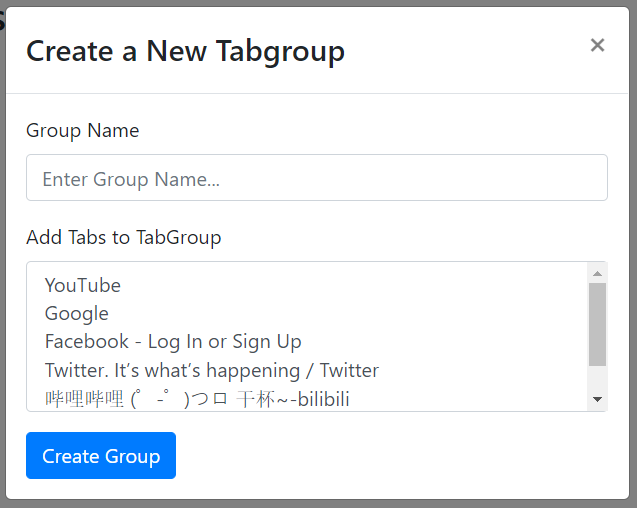 Create a New Tabgroup
×
Group Name
Enter Group Name...
Add Tabs to TabGroup
YouTube
Google
Facebook - Log In or Sign Up
Twitter. It’s what’s happening / Twitter
哔哩哔哩 (゜-゜)つロ 干杯~-bilibili
Create Group